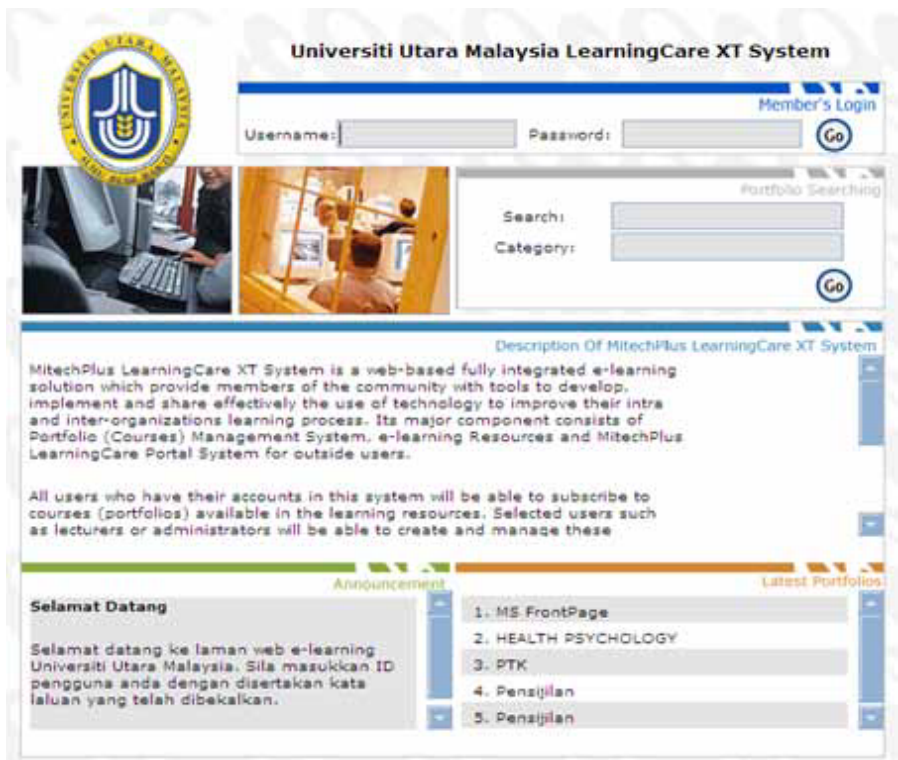 UNIVERSITI UTARA MALAYSIA
Universiti Utara Malaysia LearningCare XT System
Member's Login
Username:
Password:
Go
Portfolio Searching
Search:
Category:
Go
Description Of MitechPlus LearningCare XT System
MitechPlus LearningCare XT System is a web-based fully integrated e-learning
solution which provide members of the community with tools to develop,
implement and share effectively the use of technology to improve their intra
and inter-organizations learning process. Its major component consists of
Portfolio (Courses) Management System, e-learning Resources and MitechPlus
LearningCare Portal System for outside users.
All users who have their accounts in this system will be able to subscribe to
courses (portfolios) available in the learning resources. Selected users such
as lecturers or administrators will be able to create and manage these
Announcement
Selamat Datang
Selamat datang ke laman web e-learning
Universiti Utara Malaysia. Sila masukkan ID
pengguna anda dengan disertakan kata
laluan yang telah dibekalkan.
Latest Portfolios
1. MS FrontPage
2. HEALTH PSYCHOLOGY
3. PTK
4. Pensijilan
5. Pensijilan